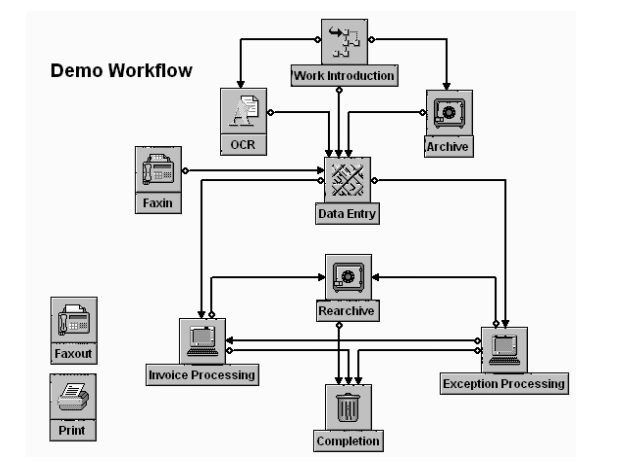 Demo Workflow
Work Introduction
OCR
Archive
Faxin
Data Entry
Rearchive
Faxout
Invoice Processing
Exception Processing
Print
Completion